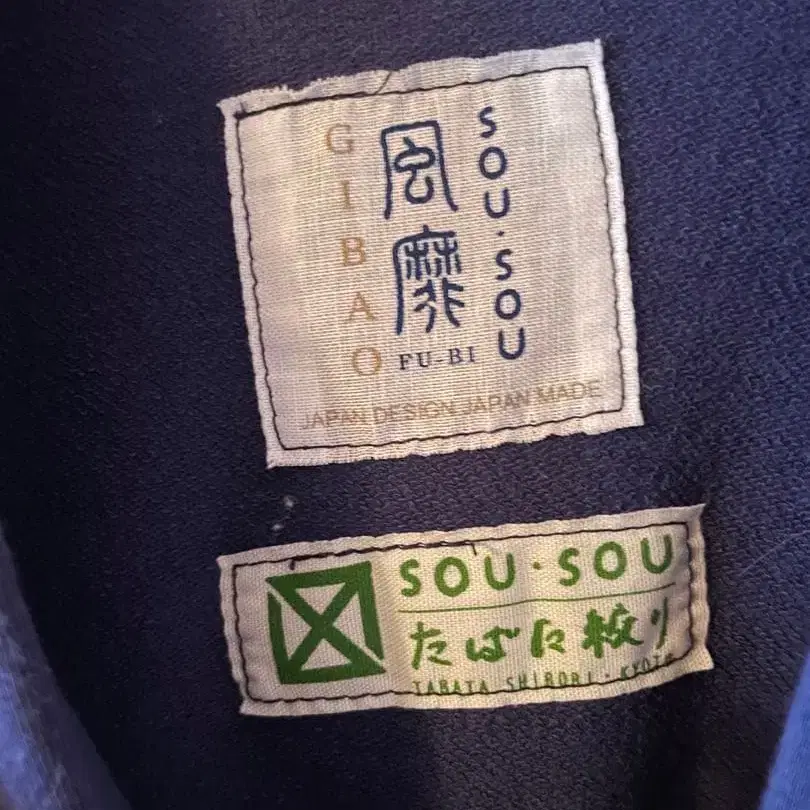 GIBAO
風靡
SOU·SOU
FU-BI
JAPAN DESIGN JAPAN MADE
SOU·SOU
たばた絞り
TABATA SHIBORI · KYOTO